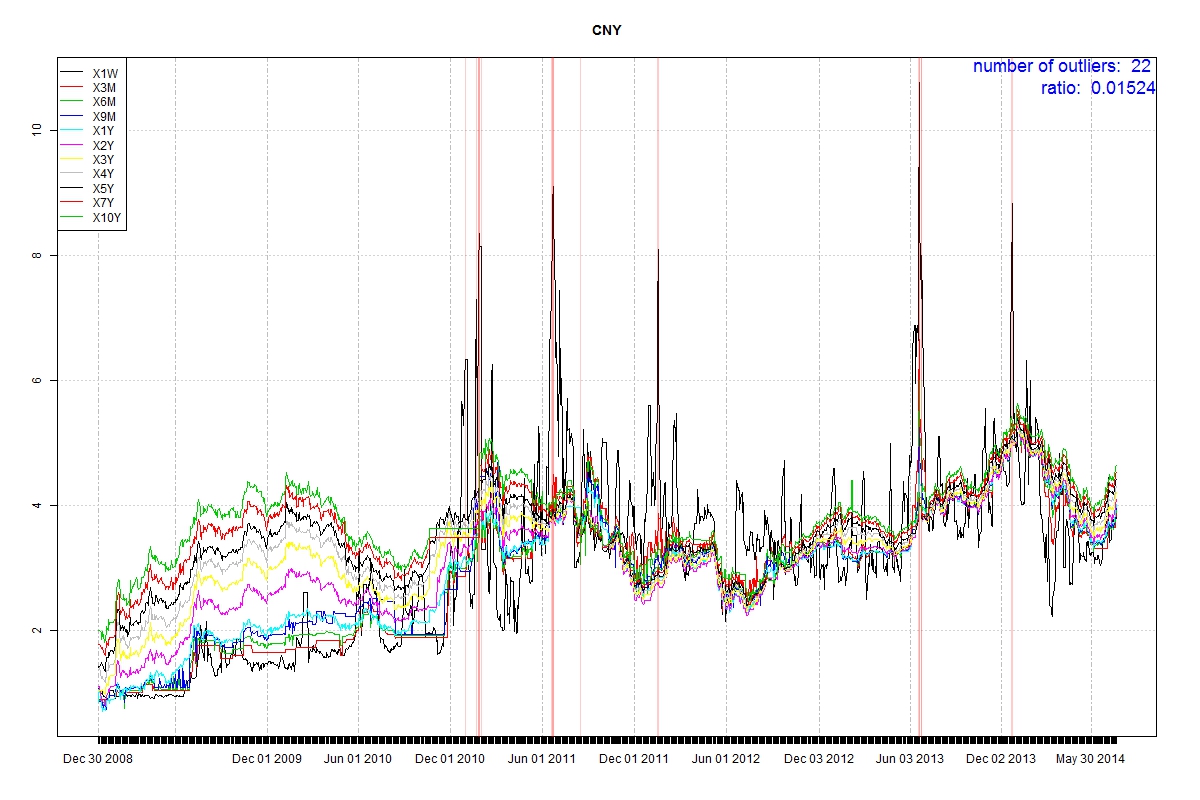 CNY
number of outliers: 22
ratio: 0.01524
X1W
X3M
X6M
X9M
X1Y
X2Y
X3Y
X4Y
X5Y
X7Y
X10Y
10
8
6
4
2
Dec 30 2008 Dec 01 2009 Jun 01 2010 Dec 01 2010 Jun 01 2011 Dec 01 2011 Jun 01 2012 Dec 03 2012 Jun 03 2013 Dec 02 2013 May 30 2014